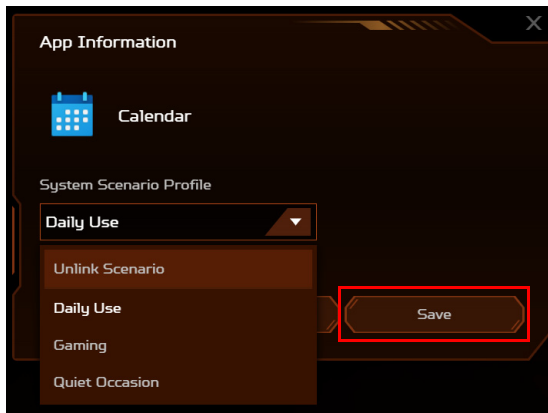 App Information
X
Calendar
System Scenario Profile
Daily Use
Unlink Scenario
Daily Use
Gaming
Quiet Occasion
Save